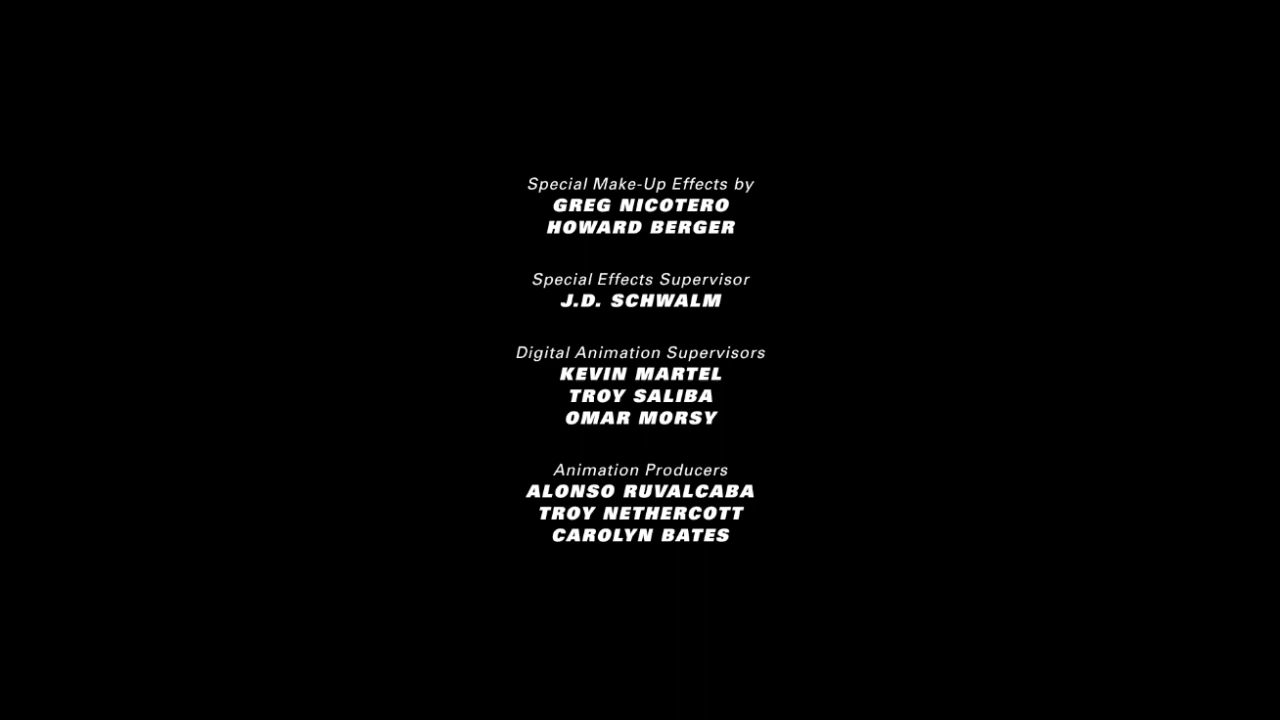 Special Make-Up Effects by
GREG NICOTERO
HOWARD BERGER
Special Effects Supervisor
J.D. SCHWALM
Digital Animation Supervisors
KEVIN MARTEL
TROY SALIBA
OMAR MORSY
Animation Producers
ALONSO RUVALCABA
TROY NETHERCOTT
CAROLYN BATES